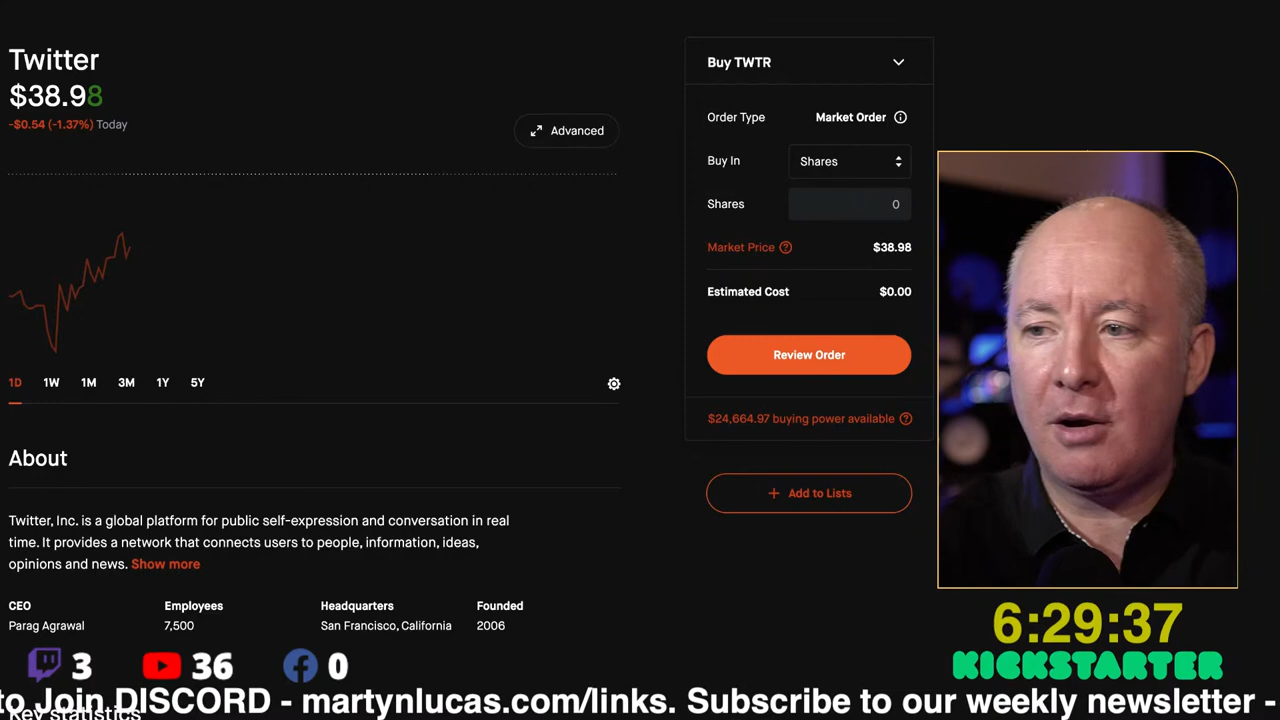 Twitter
$38.98
-$0.54 (-1.37%) Today
Advanced
1D 1W 1M 3M 1Y 5Y
About
Twitter, Inc. is a global platform for public self-expression and conversation in real
time. It provides a network that connects users to people, information, ideas,
opinions and news. Show more
CEO Employees Headquarters Founded
Parag Agrawal 7,500 San Francisco, California 2006
Buy TWTR
Order Type Market Order
Buy In Shares
Shares 0
Market Price $38.98
Estimated Cost $0.00
Review Order
$24,664.97 buying power available
+ Add to Lists
6:29:37
KICKSTARTER
3 36 0
to Join DISCORD - martynlucas.com/links. Subscribe to our weekly newsletter -
Key statistics